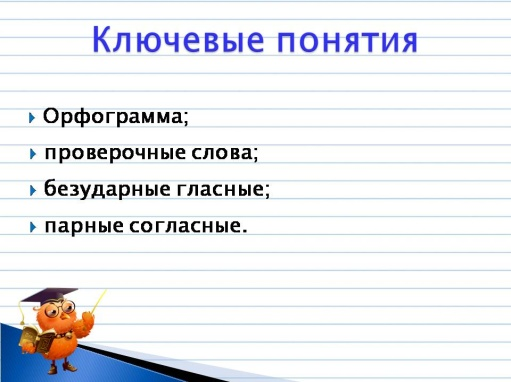 Ключевые понятия
Орфограмма;
проверочные слова;
безударные гласные;
парные согласные.